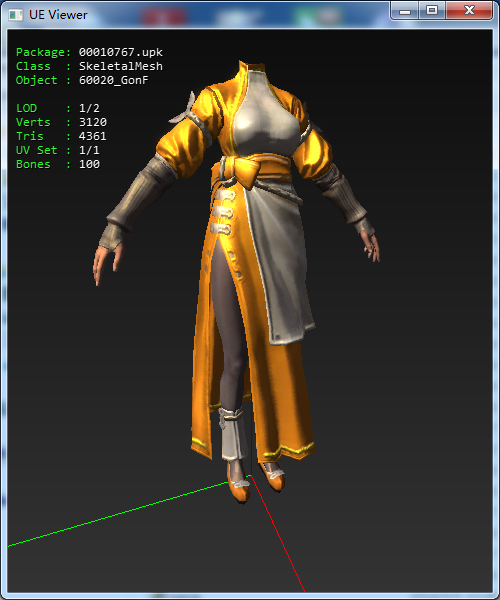 UE Viewer
Package: 00010767.upk
Class : SkeletalMesh
Object : 60020_GonF
LOD : 1/2
Verts : 3120
Tris : 4361
UV Set : 1/1
Bones : 100